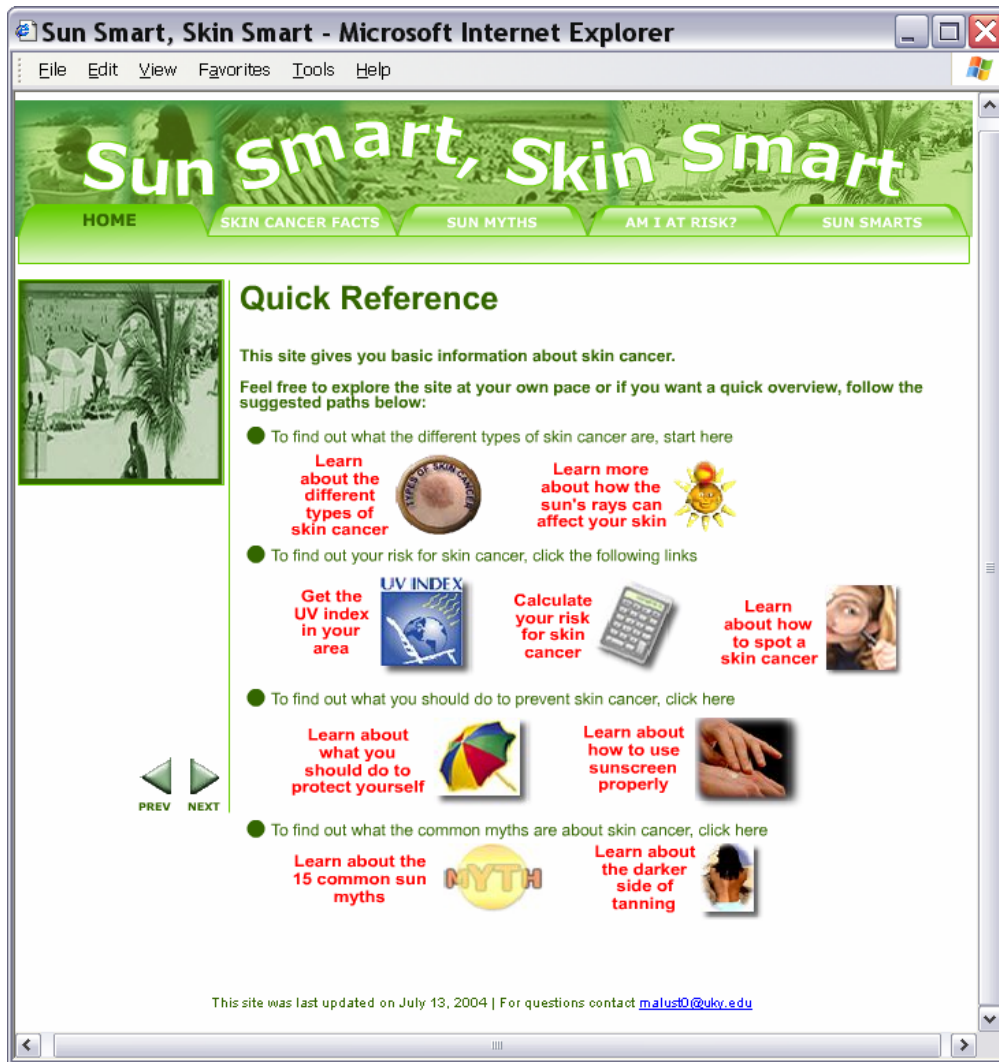 Sun Smart, Skin Smart - Microsoft Internet Explorer
File Edit View Favorites Tools Help
Sun Smart, Skin Smart
HOME SKIN CANCER FACTS SUN MYTHS AM I AT RISK? SUN SMARTS
Quick Reference
This site gives you basic information about skin cancer.
Feel free to explore the site at your own pace or if you want a quick overview, follow the
suggested paths below:
To find out what the different types of skin cancer are, start here
Learn
about the
different
types of
skin cancer
TYPES OF SKIN CANCER
Learn more
about how the
sun's rays can
affect your skin
To find out your risk for skin cancer, click the following links
Get the
UV index
in your
area
UV INDEX
Calculate
your risk
for skin
cancer
Learn
about how
to spot a
skin cancer
To find out what you should do to prevent skin cancer, click here
Learn about
what you
should do to
protect yourself
Learn about
how to use
sunscreen
properly
PREV NEXT
To find out what the common myths are about skin cancer, click here
Learn about the
15 common sun
myths
MYTH
Learn about
the darker
side of
tanning
This site was last updated on July 13, 2004 | For questions contact malust0@uky.edu